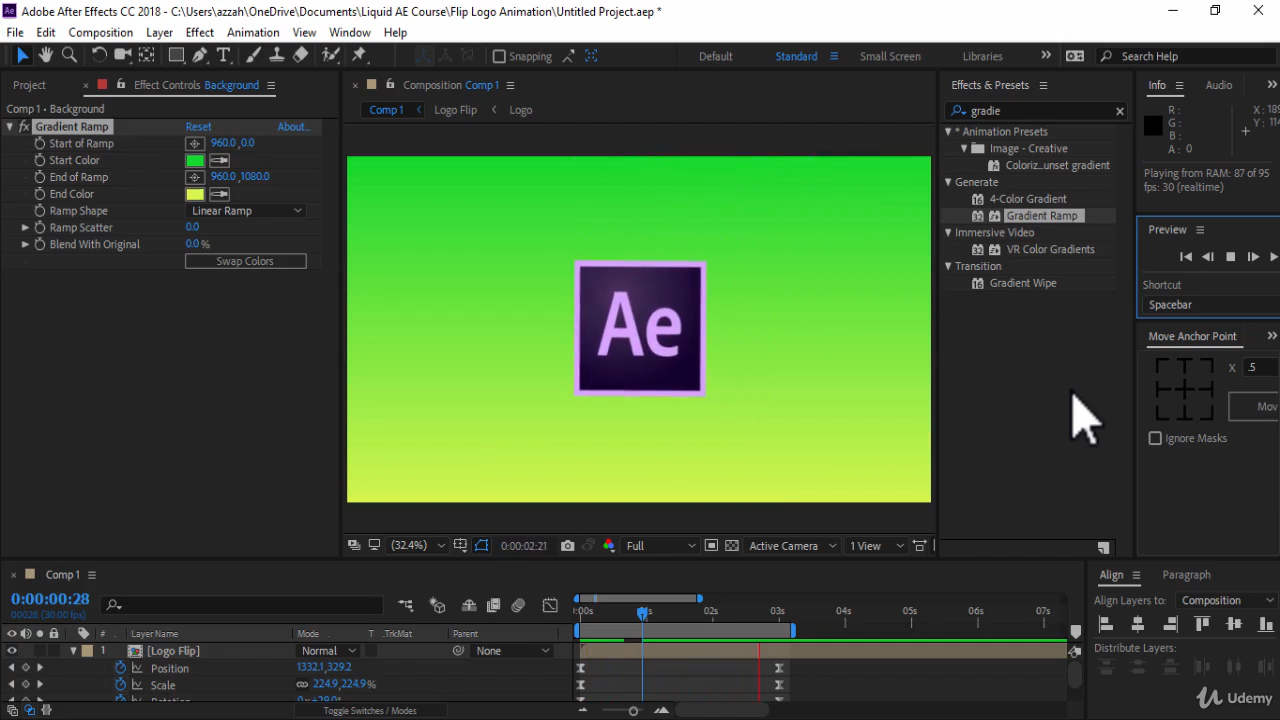 Adobe After Effects CC 2018 - C:\Users\azzah\OneDrive\Documents\Liquid AE Course\Flip Logo Animation\Untitled Project.aep *
File Edit Composition Layer Effect Animation View Window Help
Snapping Default Standard Small Screen Libraries Search Help
Project Effect Controls Background
Comp 1 • Background
fx Gradient Ramp Reset About...
Start of Ramp 960.0,0.0
Start Color
End of Ramp 960.0,1080.0
End Color
Ramp Shape Linear Ramp
Ramp Scatter 0.0
Blend With Original 0.0 %
Swap Colors
Composition Comp 1
Comp 1 Logo Flip Logo
Ae
(32.4%) 0:00:02:21 Full Active Camera 1 View
Effects & Presets
gradie
* Animation Presets
Image - Creative
Coloriz...unset gradient
Generate
4-Color Gradient
Gradient Ramp
Immersive Video
VR Color Gradients
Transition
Gradient Wipe
Info Audio
R:
G:
B:
A: 0
X: 189
Y: 114
Playing from RAM: 87 of 95
fps: 30 (realtime)
Preview
Shortcut
Spacebar
Move Anchor Point
X .5
Mov
Ignore Masks
Comp 1
0:00:00:28
00028 (30.00 fps)
# Layer Name Mode T .TrkMat Parent
1 [Logo Flip] Normal None
Position 1332.1,329.2
Scale 224.9,224.9%
Toggle Switches / Modes
:00s 02s 03s 04s 05s 06s 07s
Align Paragraph
Align Layers to: Composition
Distribute Layers:
Udemy